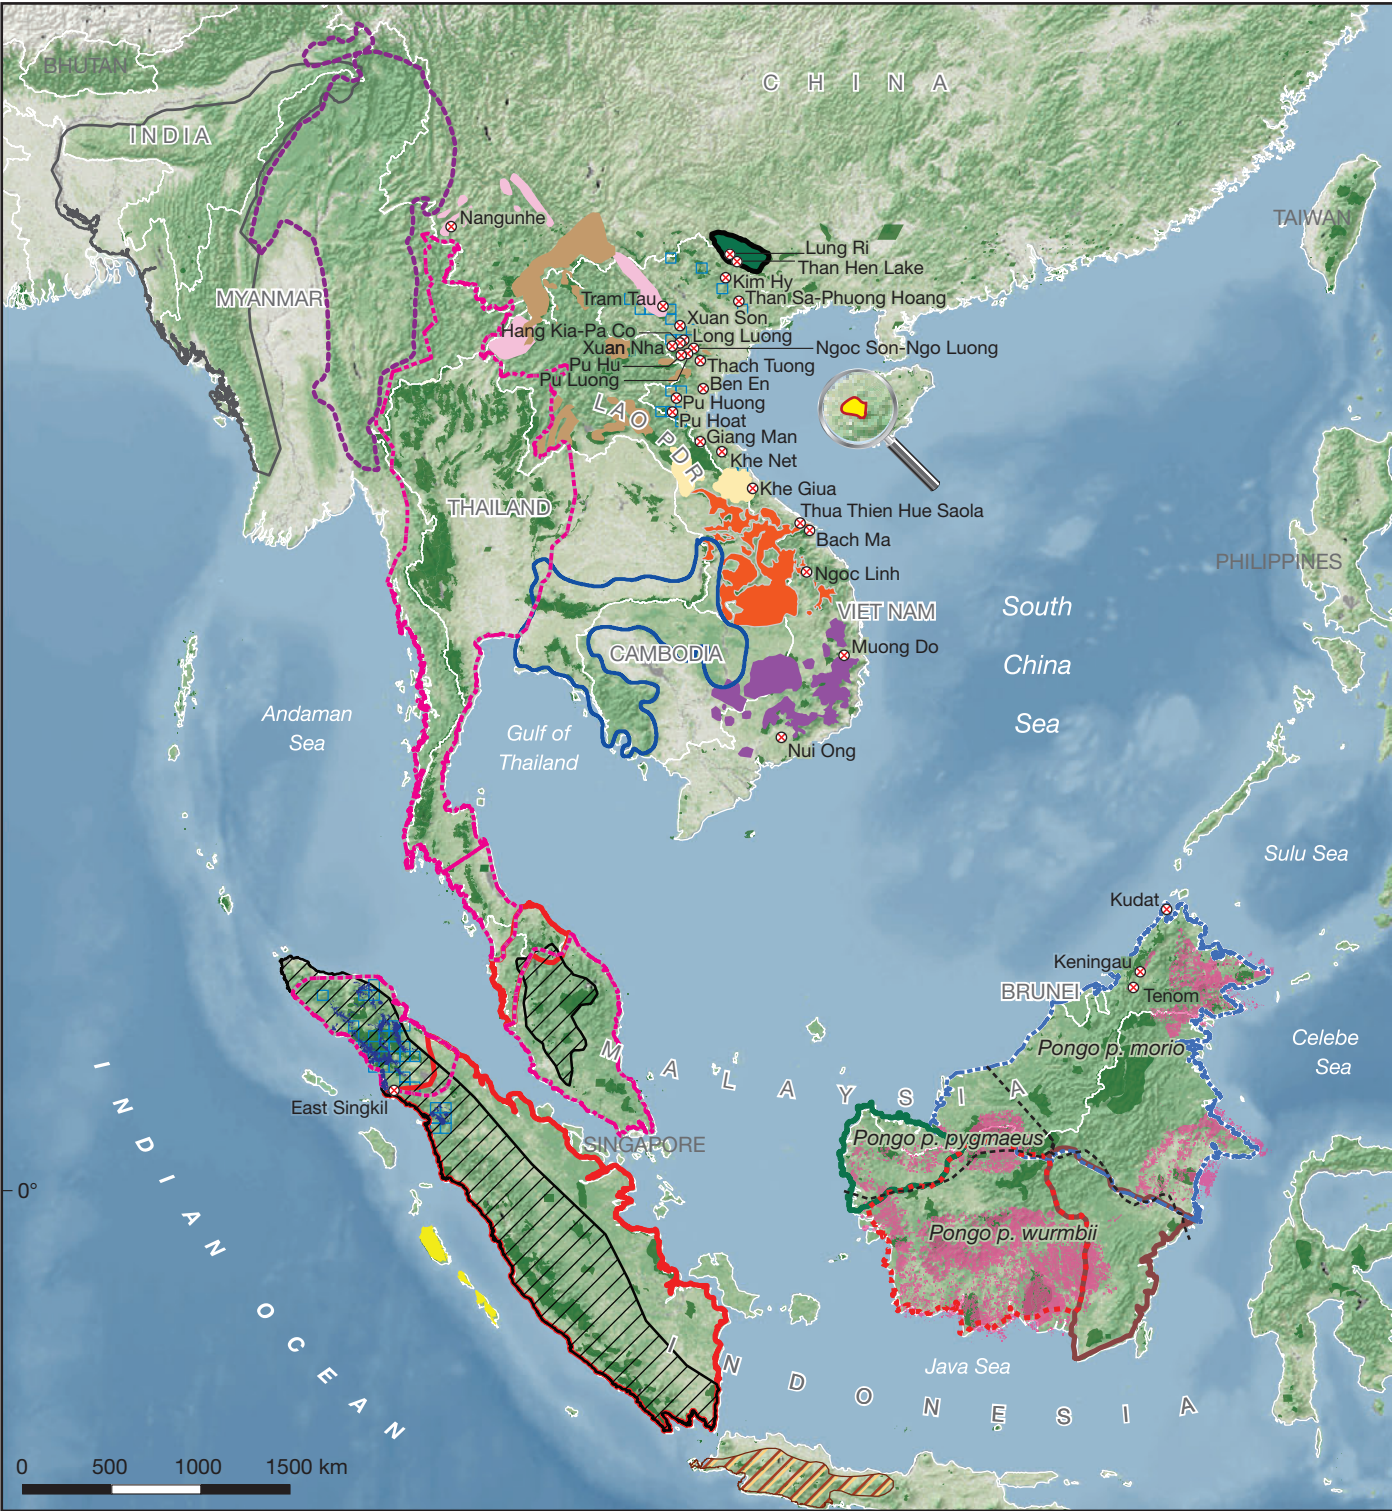 BHUTAN
C H I N A
INDIA
Nangunhe
TAIWAN
Lung Ri
Than Hen Lake
Kim Hy
MYANMAR
Tram Tau
Than Sa-Phuong Hoang
Xuan Son
Hang Kia-Pa Co
Long Luong
Xuan Nha
Ngoc Son-Ngo Luong
Pu Hu
Thach Tuong
Pu Luong
Ben En
Pu Huong
LAO PDR
Pu Hoat
Giang Man
Khe Net
Khe Giua
THAILAND
Thua Thien Hue Saola
Bach Ma
PHILIPPINES
Ngoc Linh
VIET NAM
South
China
Sea
CAMBODIA
Muong Do
Andaman
Sea
Gulf of
Thailand
Nui Ong
Sulu Sea
Kudat
Keningau
BRUNEI
Tenom
Celebe
Sea
Pongo p. morio
M A L A Y S I A
East Singkil
SINGAPORE
Pongo p. pygmaeus
0°
Pongo p. wurmbii
I N D I A N O C E A N
Java Sea
I N D O N E S I A
0 500 1000 1500 km